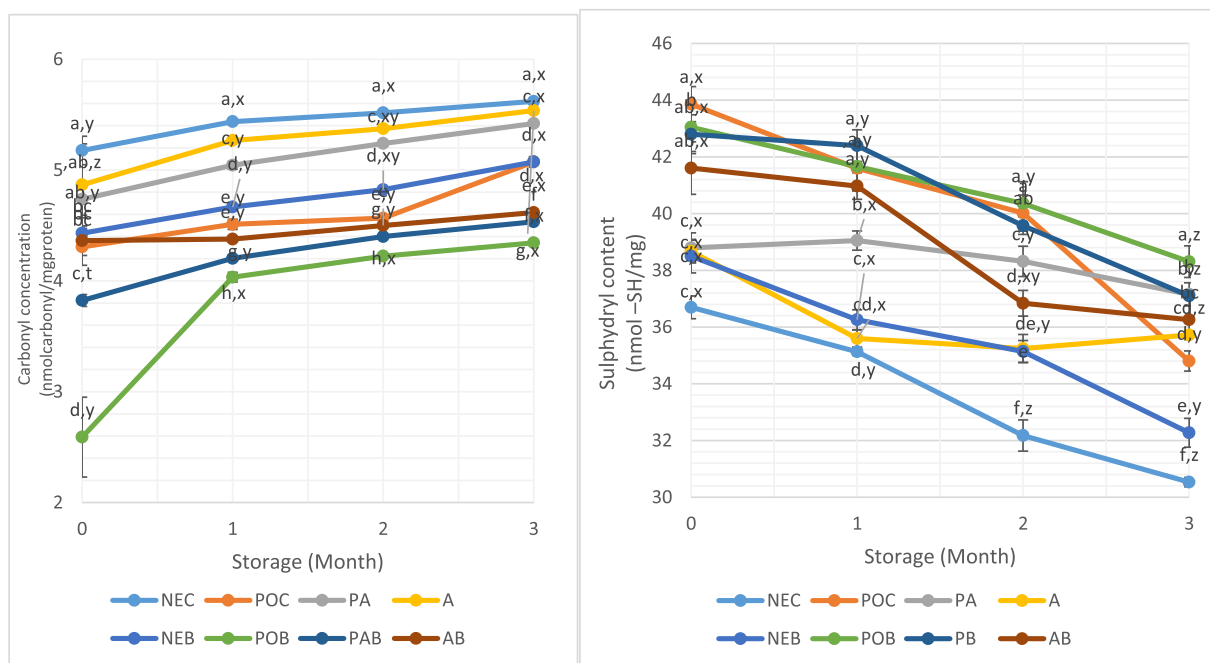 6
5
4
3
2
Carbonyl concentration
(nmolcarbonyl/mgprotein)
a,y
a,x
a,x
a,x
c,x
c,y
c,xy
d,x
ab,y
d,y
d,xy
bc
bc
e,y
e,y
d,x
e,x
e,y
g,y
f
c,t
g,x
h,x
h,x
d,y
0
1
2
3
Storage (Month)
NEC
POC
PA
A
NEB
POB
PAB
AB
46
44
42
40
38
36
34
32
30
Sulphydryl content
(nmol –SH/mg)
a,x
ab,x
ab,x
a,y
a,y
a,y
a,y
a
ab
a,z
b,x
c,x
c,y
c,x
c,x
c,x
d,xy
cd,x
cd,z
c,x
de,y
d,y
e
d,y
e,y
f,z
f,z
0
1
2
3
Storage (Month)
NEC
POC
PA
A
NEB
POB
PB
AB